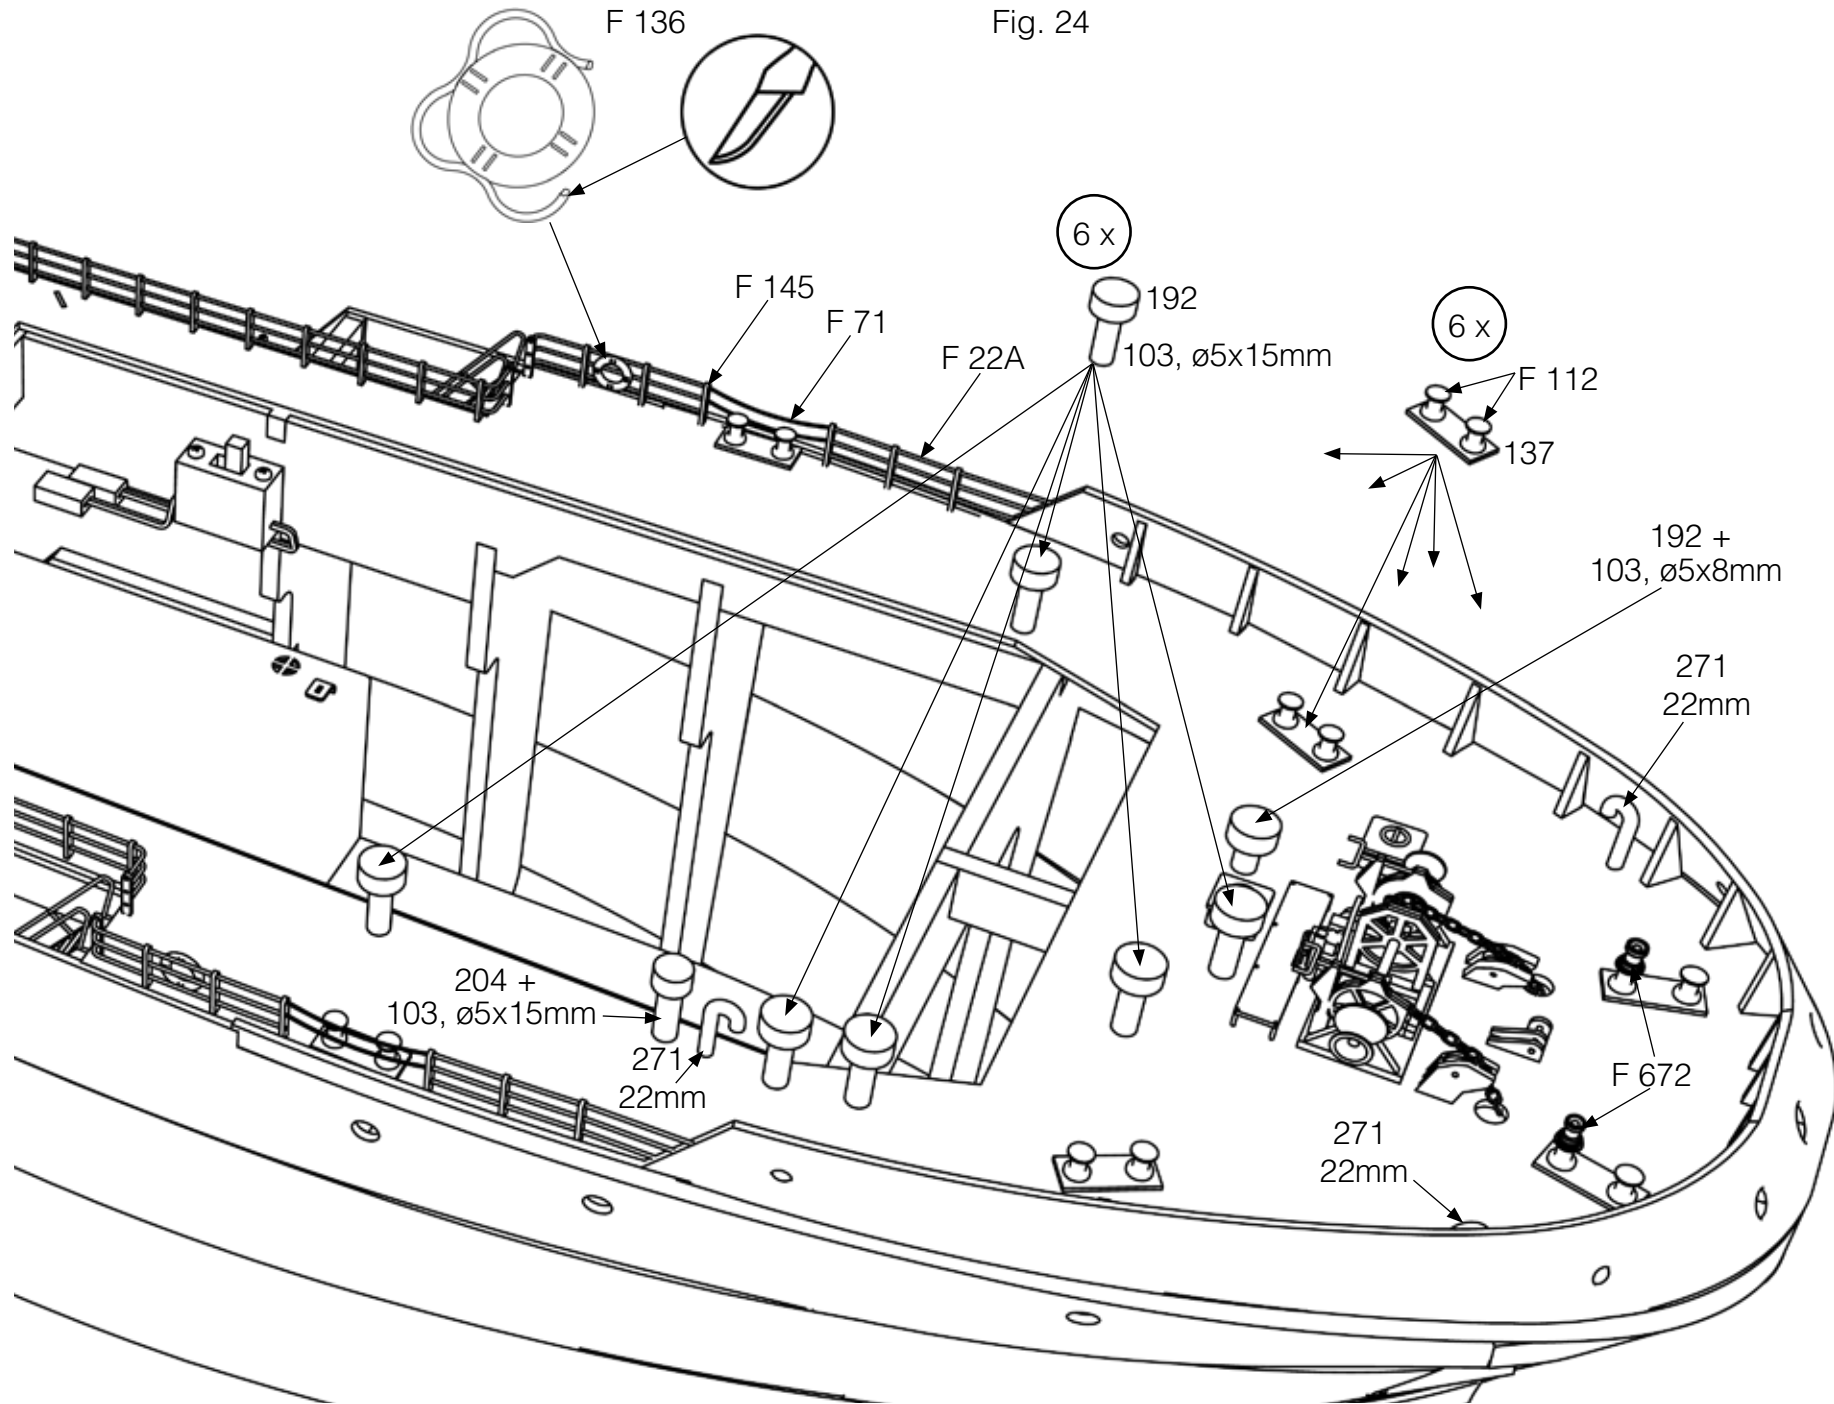 F 136
Fig. 24
6 x
192
103, ø5x15mm
F 145
F 71
F 22A
6 x
F 112
137
192 +
103, ø5x8mm
271
22mm
204 +
103, ø5x15mm
271
22mm
F 672
271
22mm